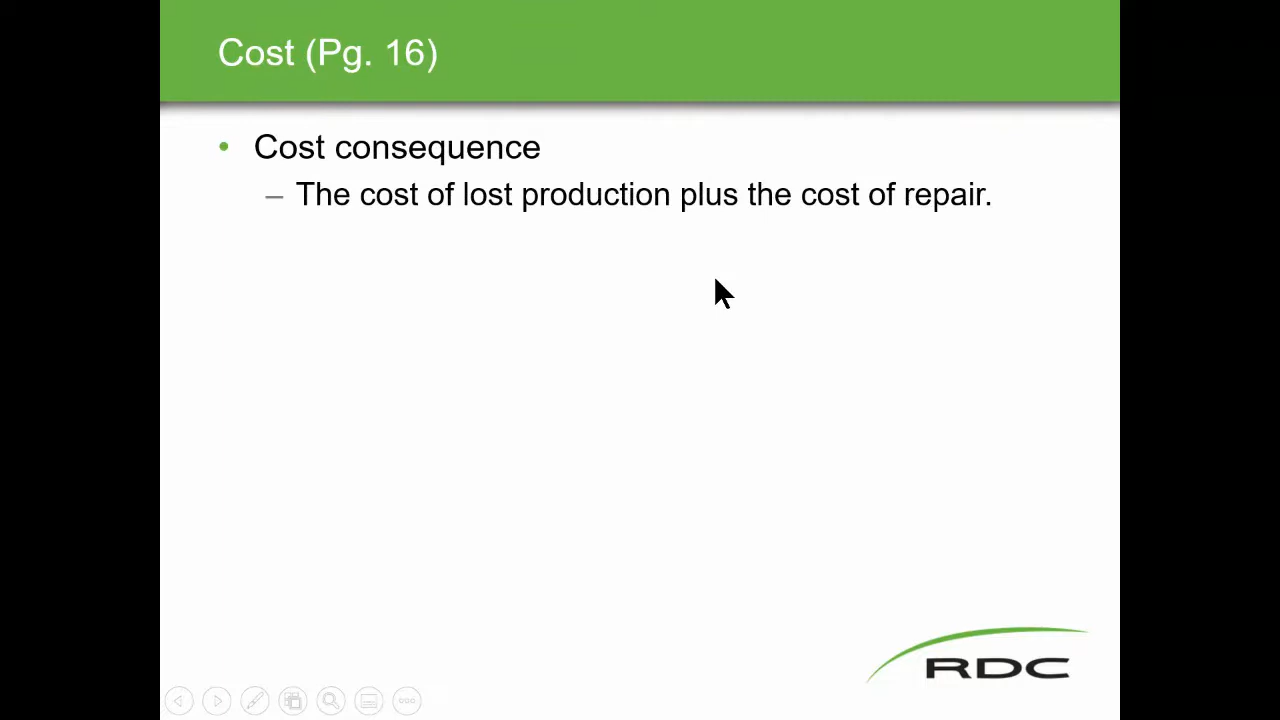 Cost (Pg. 16)
• Cost consequence
– The cost of lost production plus the cost of repair.
RDC